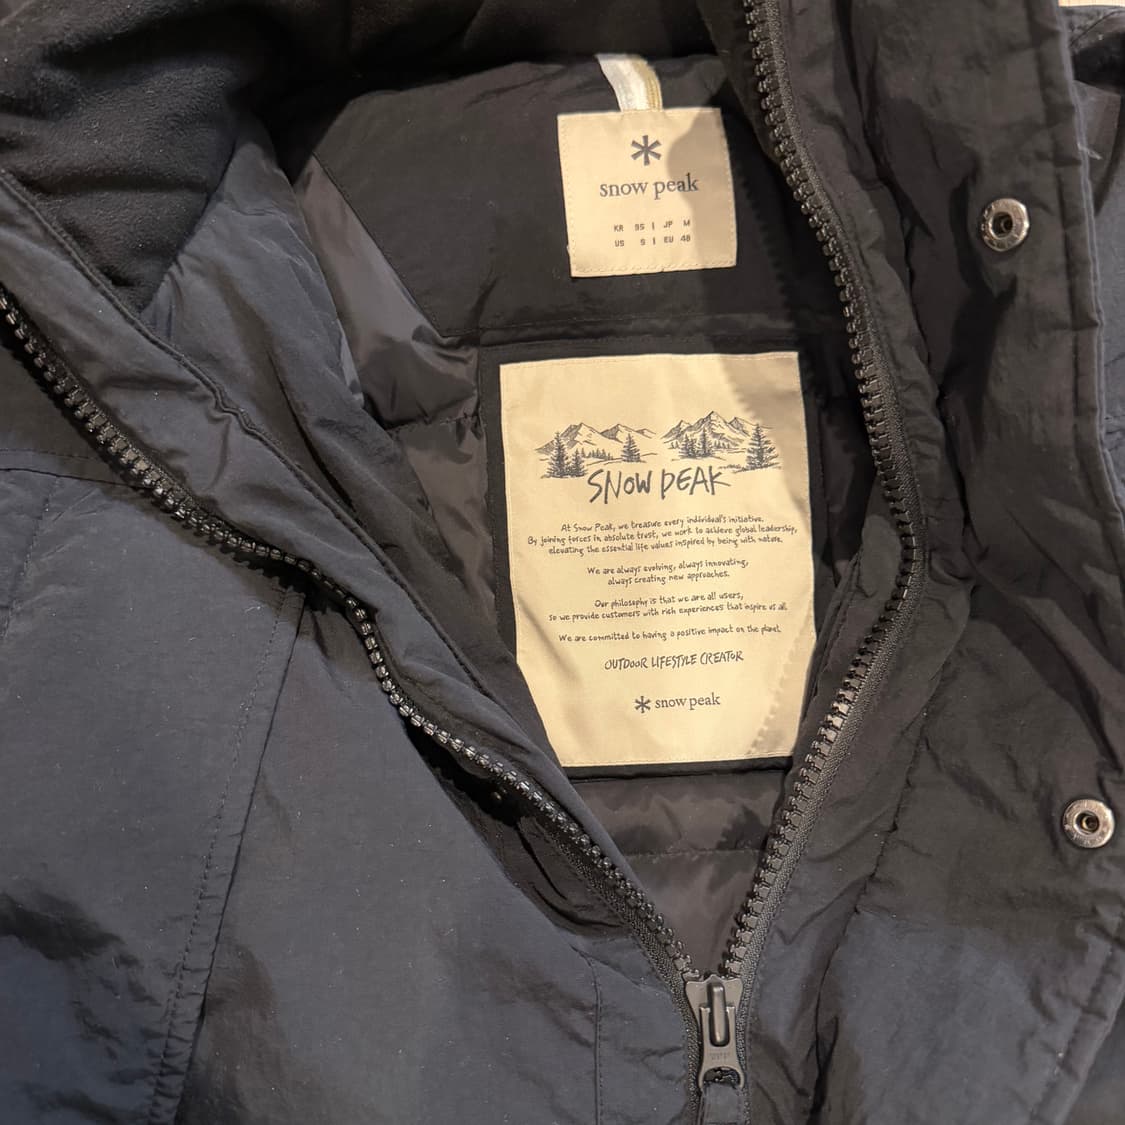 snow peak
KR 95 | JP M
US S | EU 48
SNOW PEAK
At Snow Peak, we treasure every individual's initiative.
By joining forces in absolute trust, we work to achieve global leadership,
elevating the essential life values inspired by being with nature.
We are always evolving, always innovating,
always creating new approaches.
Our philosophy is that we are all users,
so we provide customers with rich experiences that inspire us all.
We are committed to having a positive impact on the planet.
OUTDOOR LIFESTYLE CREATOR
snow peak